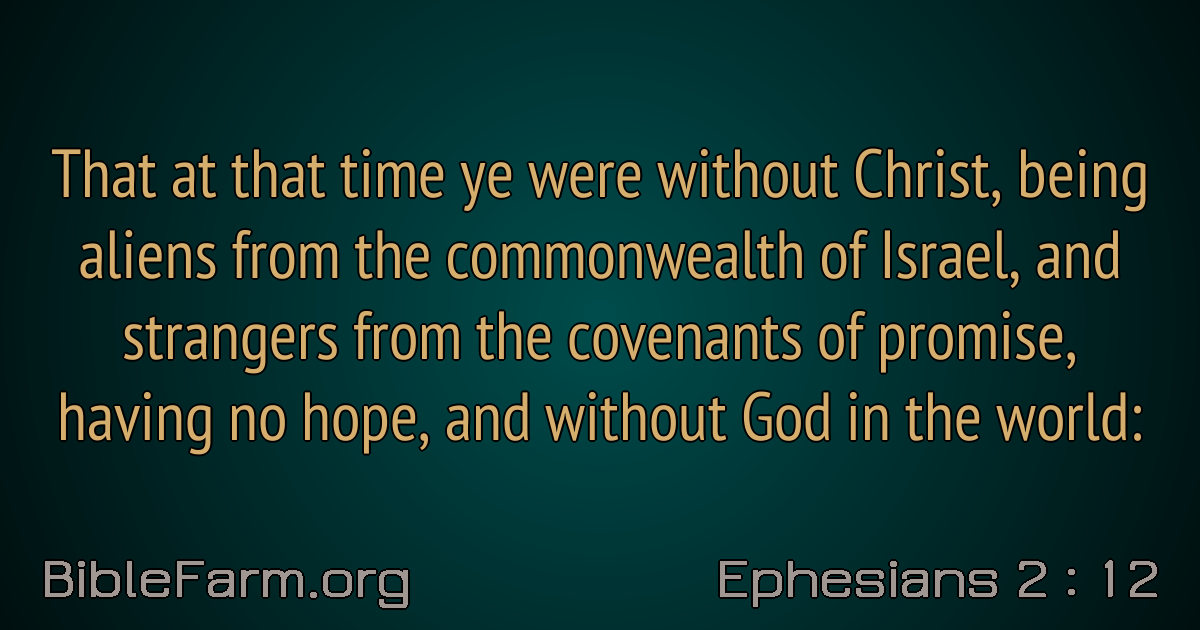 That at that time ye were without Christ, being
aliens from the commonwealth of Israel, and
strangers from the covenants of promise,
having no hope, and without God in the world:
BibleFarm.org
Ephesians 2 : 12